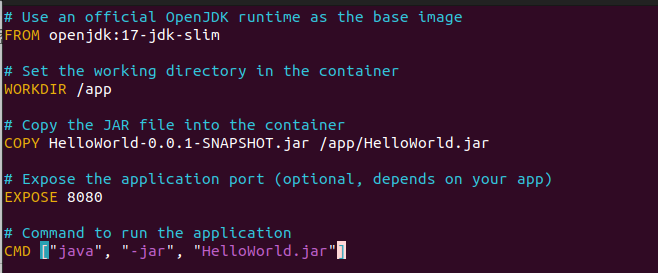 # Use an official OpenJDK runtime as the base image
FROM openjdk:17-jdk-slim
# Set the working directory in the container
WORKDIR /app
# Copy the JAR file into the container
COPY HelloWorld-0.0.1-SNAPSHOT.jar /app/HelloWorld.jar
# Expose the application port (optional, depends on your app)
EXPOSE 8080
# Command to run the application
CMD ["java", "-jar", "HelloWorld.jar"]